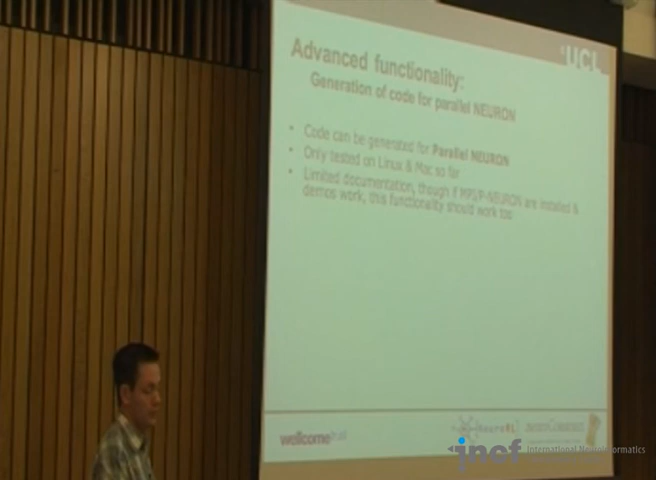 UCL
Advanced functionality:
Generation of code for parallel NEURON
• Code can be generated for Parallel NEURON
• Only tested on Linux & Mac so far
• Limited documentation, though if MPI/P-NEURON are installed &
demos work, this functionality should work too
wellcome trust
incf International Neuroinformatics